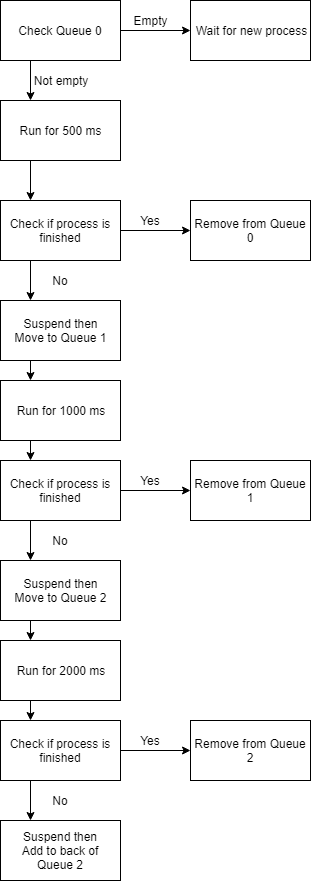 Check Queue 0
Empty
Wait for new process
Not empty
Run for 500 ms
Check if process is
finished
Yes
Remove from Queue
0
No
Suspend then
Move to Queue 1
Run for 1000 ms
Check if process is
finished
Yes
Remove from Queue
1
No
Suspend then
Move to Queue 2
Run for 2000 ms
Check if process is
finished
Yes
Remove from Queue
2
No
Suspend then
Add to back of
Queue 2